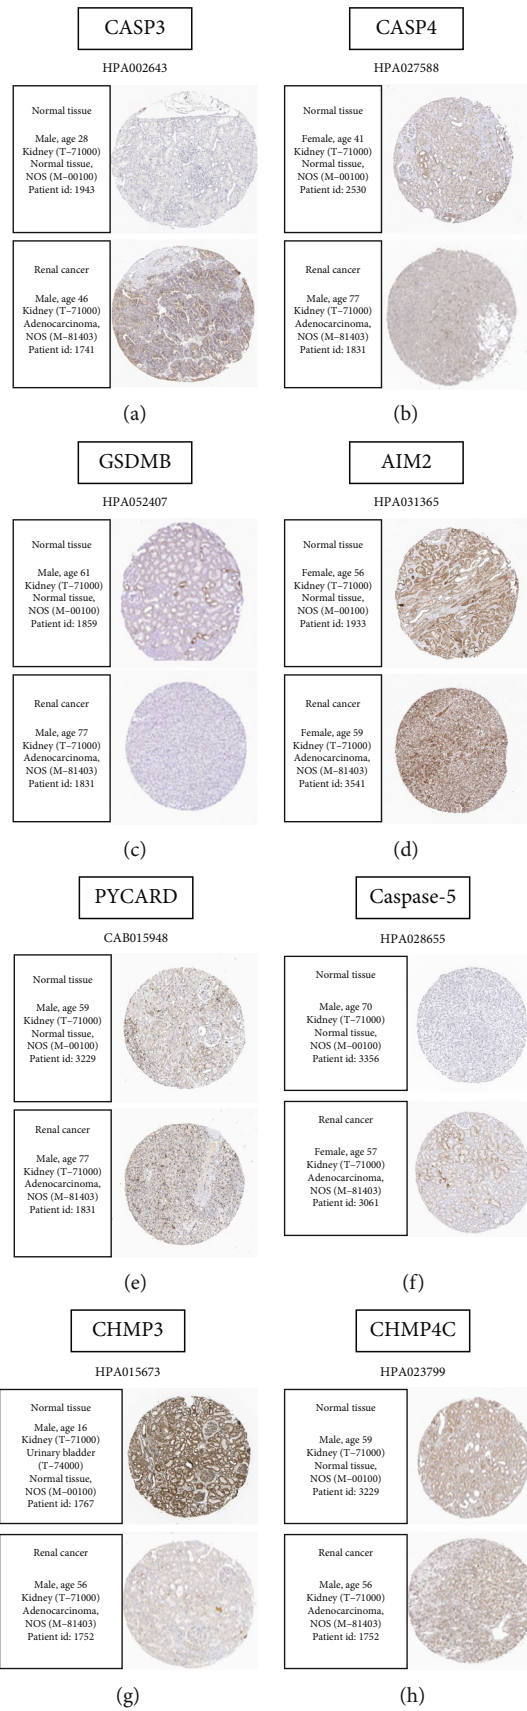 CASP3
HPA002643
Normal tissue
Male, age 28
Kidney (T–71000)
Normal tissue,
NOS (M–00100)
Patient id: 1943
Renal cancer
Male, age 46
Kidney (T–71000)
Adenocarcinoma,
NOS (M–81403)
Patient id: 1741
(a)
CASP4
HPA027588
Normal tissue
Female, age 41
Kidney (T–71000)
Normal tissue,
NOS (M–00100)
Patient id: 2530
Renal cancer
Male, age 77
Kidney (T–71000)
Adenocarcinoma,
NOS (M–81403)
Patient id: 1831
(b)
GSDMB
HPA052407
Normal tissue
Male, age 61
Kidney (T–71000)
Normal tissue,
NOS (M–00100)
Patient id: 1859
Renal cancer
Male, age 77
Kidney (T–71000)
Adenocarcinoma,
NOS (M–81403)
Patient id: 1831
(c)
AIM2
HPA031365
Normal tissue
Female, age 56
Kidney (T–71000)
Normal tissue,
NOS (M–00100)
Patient id: 1933
Renal cancer
Female, age 59
Kidney (T–71000)
Adenocarcinoma,
NOS (M–81403)
Patient id: 3541
(d)
PYCARD
CAB015948
Normal tissue
Male, age 59
Kidney (T–71000)
Normal tissue,
NOS (M–00100)
Patient id: 3229
Renal cancer
Male, age 77
Kidney (T–71000)
Adenocarcinoma,
NOS (M–81403)
Patient id: 1831
(e)
Caspase-5
HPA028655
Normal tissue
Male, age 70
Kidney (T–71000)
Normal tissue,
NOS (M–00100)
Patient id: 3356
Renal cancer
Female, age 57
Kidney (T–71000)
Adenocarcinoma,
NOS (M–81403)
Patient id: 3061
(f)
CHMP3
HPA015673
Normal tissue
Male, age 16
Kidney (T–71000)
Urinary bladder
(T–74000)
Normal tissue,
NOS (M–00100)
Patient id: 1767
Renal cancer
Male, age 56
Kidney (T–71000)
Adenocarcinoma,
NOS (M–81403)
Patient id: 1752
(g)
CHMP4C
HPA023799
Normal tissue
Male, age 59
Kidney (T–71000)
Normal tissue,
NOS (M–00100)
Patient id: 3229
Renal cancer
Male, age 56
Kidney (T–71000)
Adenocarcinoma,
NOS (M–81403)
Patient id: 1752
(h)